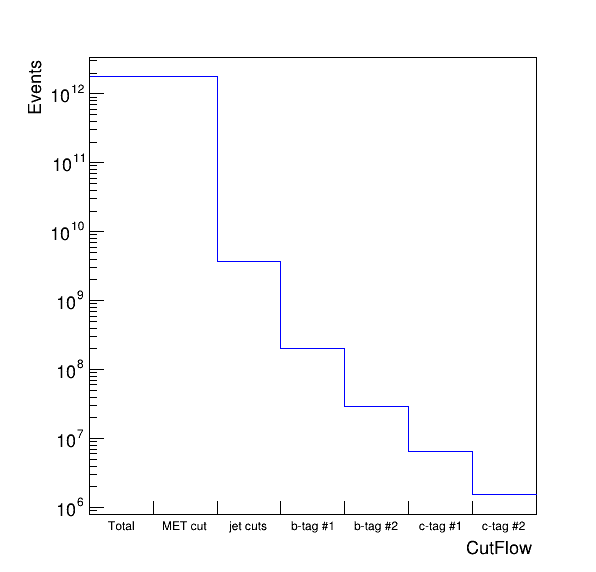 Events
10^12
10^11
10^10
10^9
10^8
10^7
10^6
Total MET cut jet cuts b-tag #1 b-tag #2 c-tag #1 c-tag #2
CutFlow